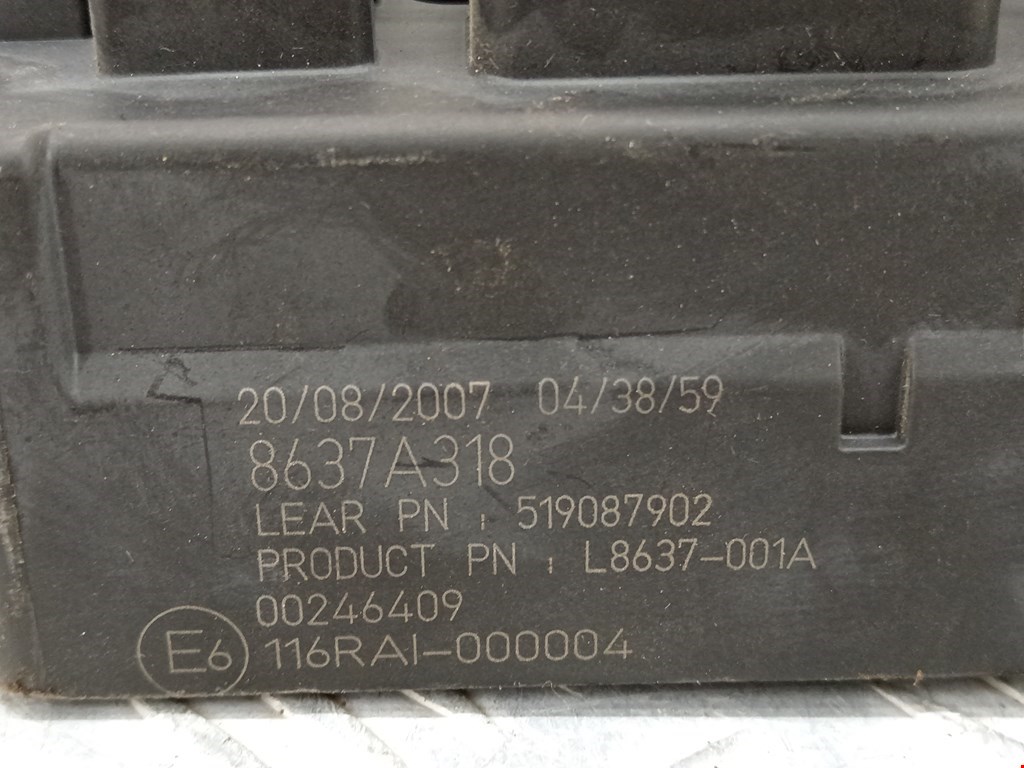 20/08/2007 04/38/59
8637A318
LEAR PN : 519087902
PRODUCT PN : L8637-001A
00246409
E6 116RAI-000004